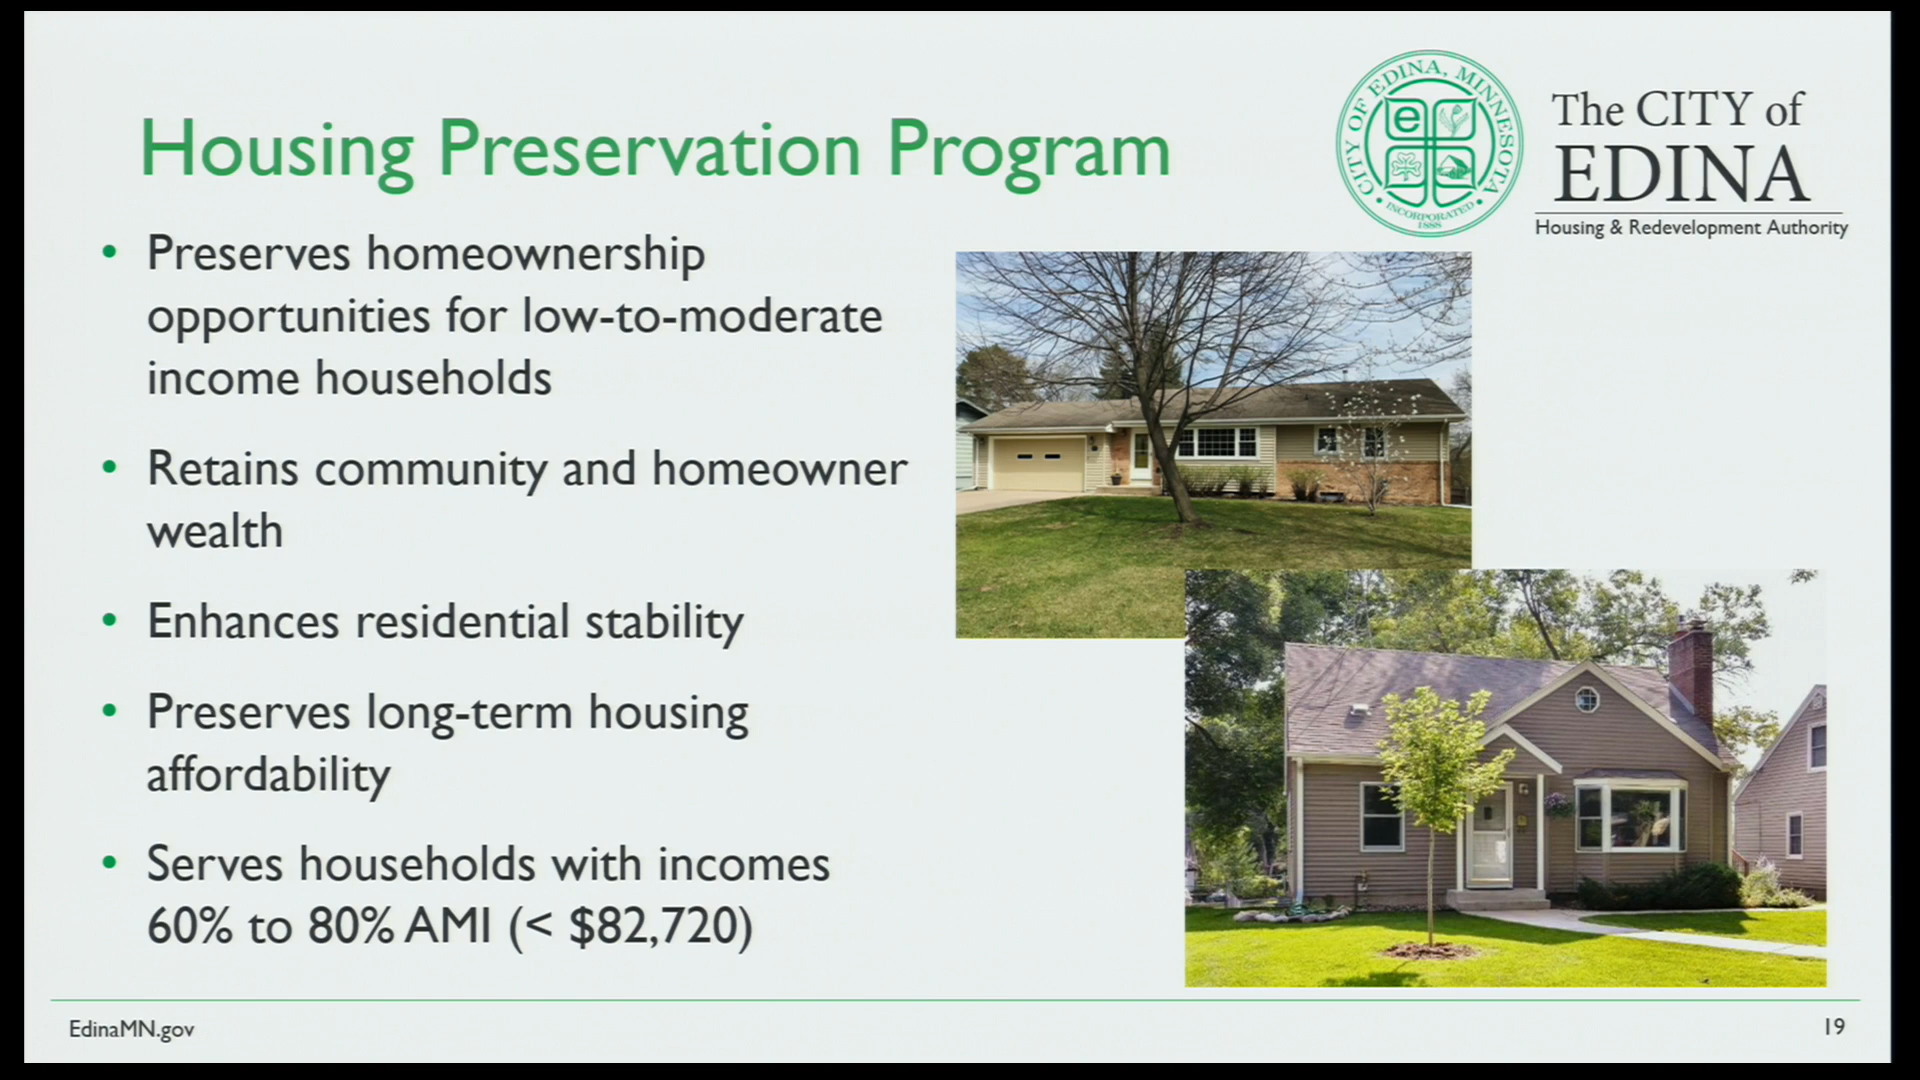 Housing Preservation Program
CITY OF EDINA, MINNESOTA
e
• INCORPORATED •
1888
The CITY of
EDINA
Housing & Redevelopment Authority
• Preserves homeownership
opportunities for low-to-moderate
income households
• Retains community and homeowner
wealth
• Enhances residential stability
• Preserves long-term housing
affordability
• Serves households with incomes
60% to 80% AMI (< $82,720)
EdinaMN.gov
19